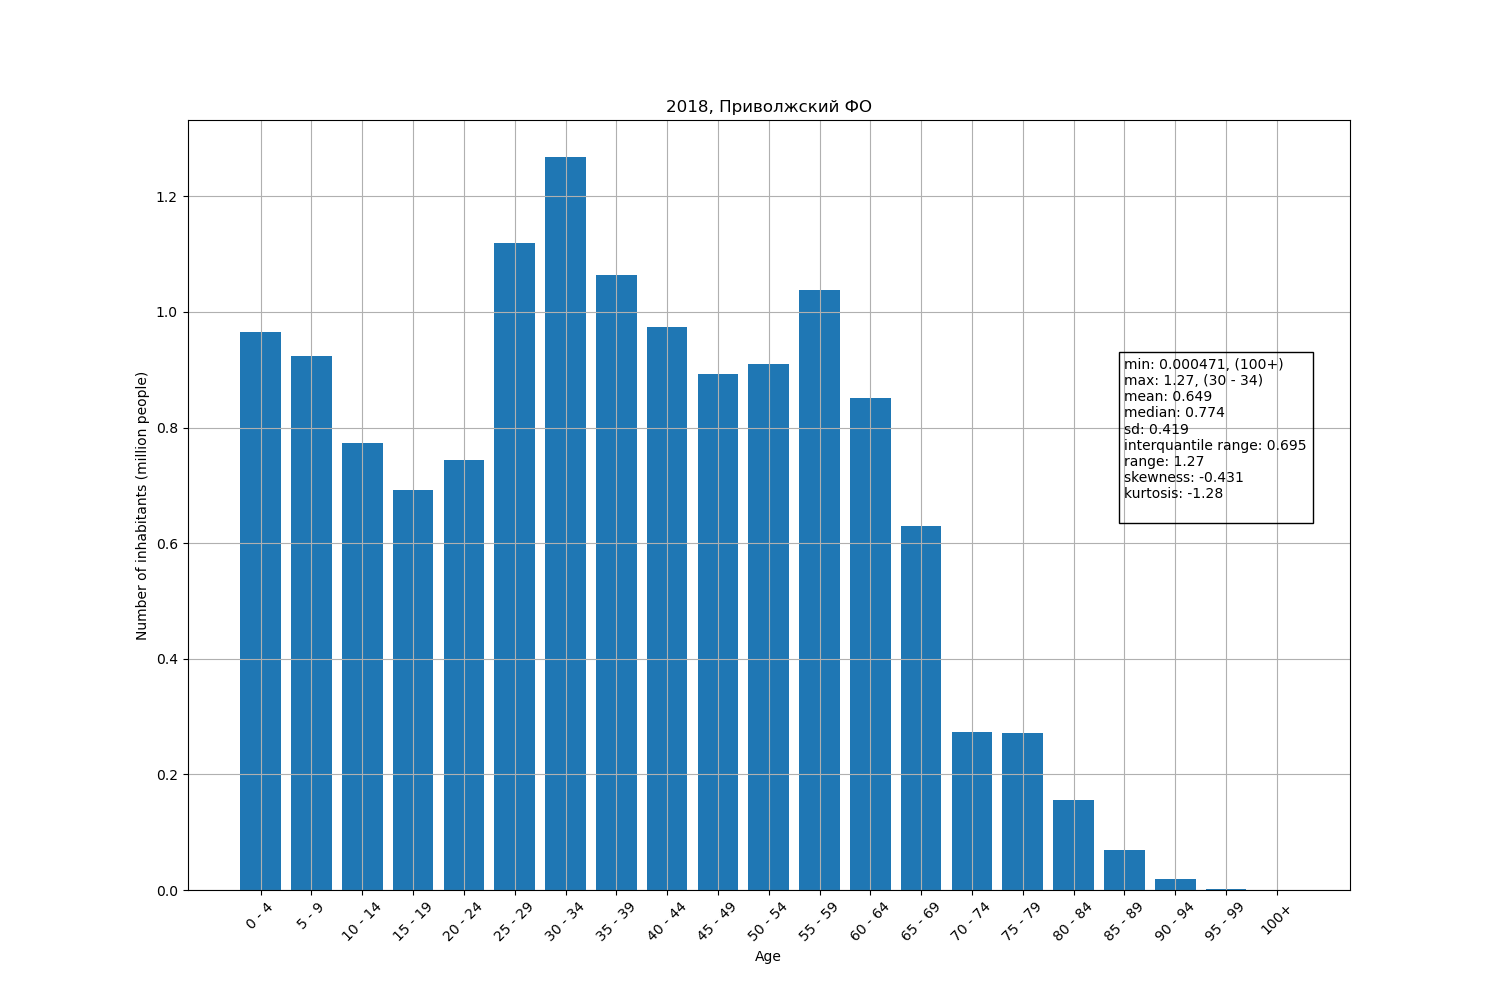 2018, Приволжский ФО
Number of inhabitants (million people)
1.2
1.0
0.8
0.6
0.4
0.2
0.0
min: 0.000471, (100+)
max: 1.27, (30 - 34)
mean: 0.649
median: 0.774
sd: 0.419
interquantile range: 0.695
range: 1.27
skewness: -0.431
kurtosis: -1.28
0 - 4
5 - 9
10 - 14
15 - 19
20 - 24
25 - 29
30 - 34
35 - 39
40 - 44
45 - 49
50 - 54
55 - 59
60 - 64
65 - 69
70 - 74
75 - 79
80 - 84
85 - 89
90 - 94
95 - 99
100+
Age